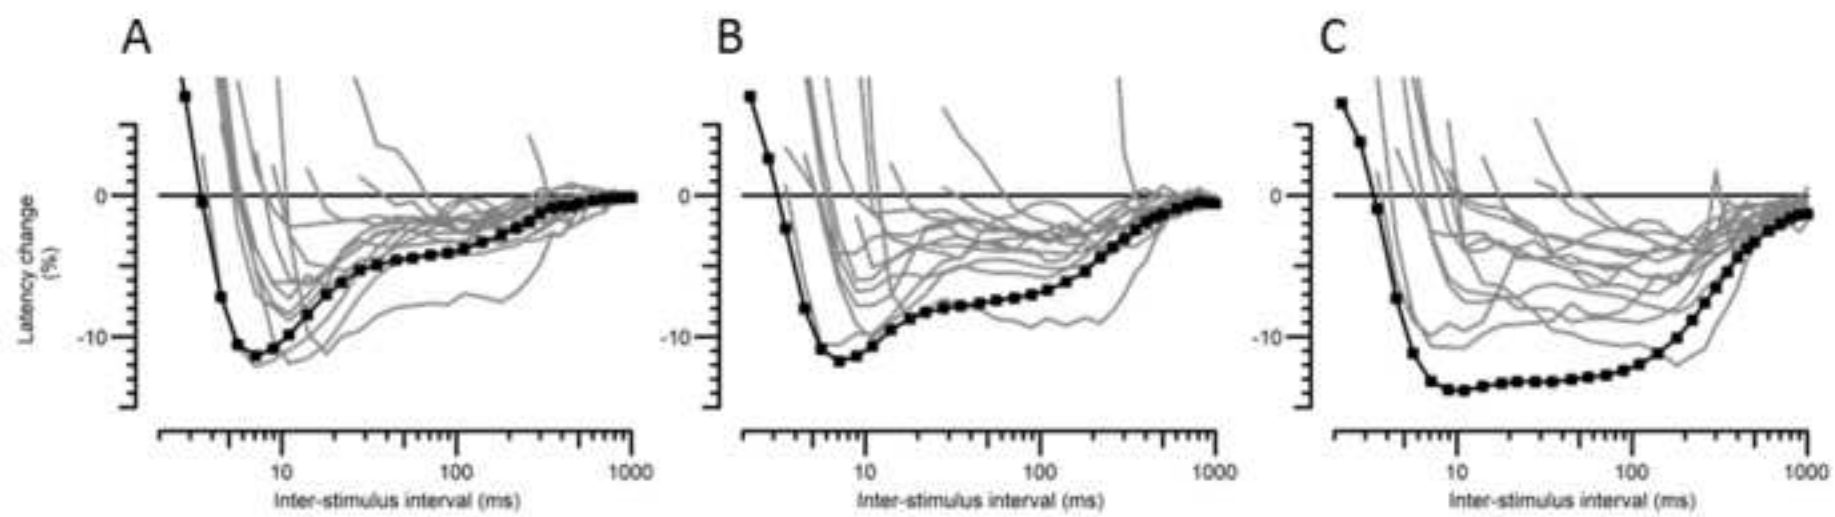 A
B
C
Latency change
(%)
0
-10
10
100
1000
Inter-stimulus interval (ms)
0
-10
10
100
1000
Inter-stimulus interval (ms)
0
-10
10
100
1000
Inter-stimulus interval (ms)